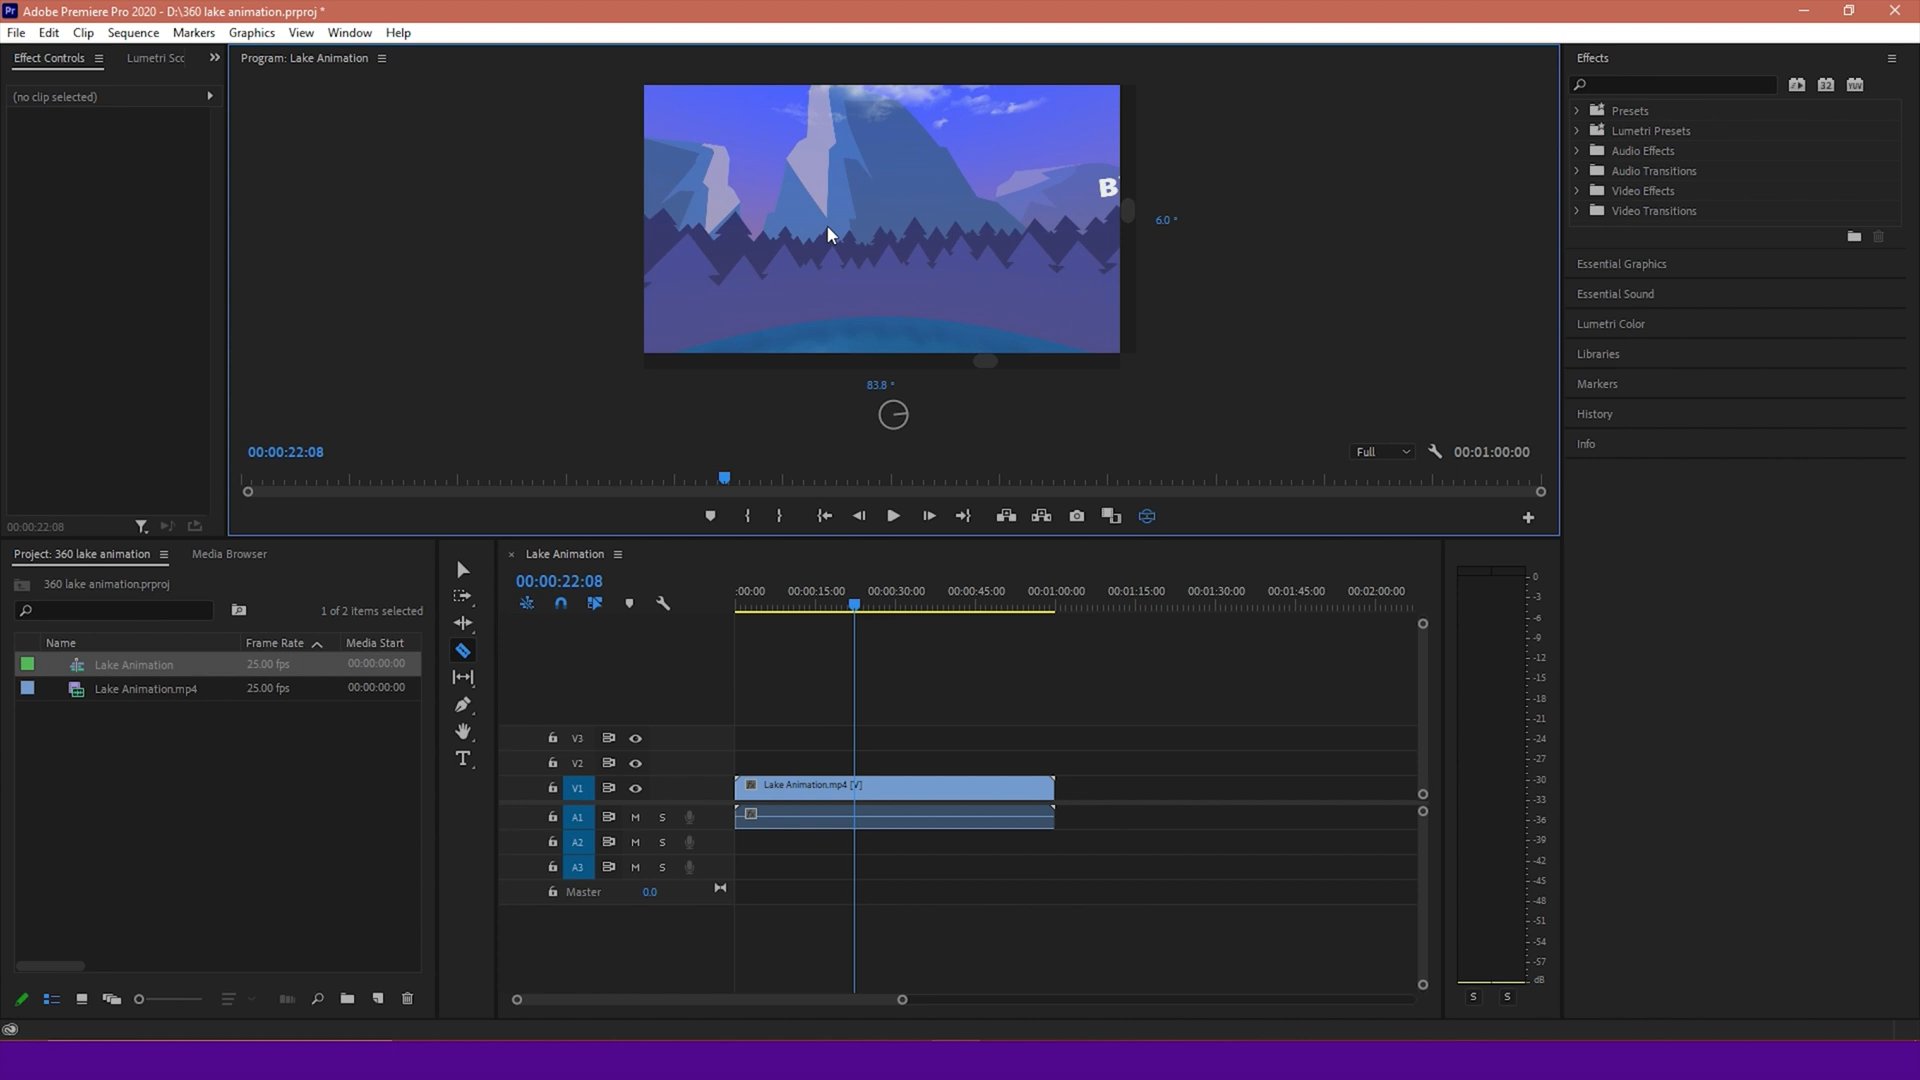 Pr Adobe Premiere Pro 2020 - D:\360 lake animation.prproj *
File Edit Clip Sequence Markers Graphics View Window Help
Effect Controls
Lumetri Scc
Program: Lake Animation
Effects
(no clip selected)
32
YUV
Presets
Lumetri Presets
Audio Effects
Audio Transitions
Video Effects
Video Transitions
B
6.0 °
Essential Graphics
Essential Sound
Lumetri Color
Libraries
Markers
History
Info
83.8 °
00:00:22:08
Full
00:01:00:00
00:00:22:08
Project: 360 lake animation
Media Browser
360 lake animation.prproj
1 of 2 items selected
Name Frame Rate Media Start
Lake Animation 25.00 fps 00:00:00:00
Lake Animation.mp4 25.00 fps 00:00:00:00
× Lake Animation
00:00:22:08
:00:00 00:00:15:00 00:00:30:00 00:00:45:00 00:01:00:00 00:01:15:00 00:01:30:00 00:01:45:00 00:02:00:00
V3
V2
V1
Lake Animation.mp4 [V]
A1 M S
A2 M S
A3 M S
Master 0.0
T
0
-3
-6
-9
-12
-15
-18
-21
-24
-27
-30
-33
-36
-39
-42
-45
-48
-51
-54
-57
dB
S S